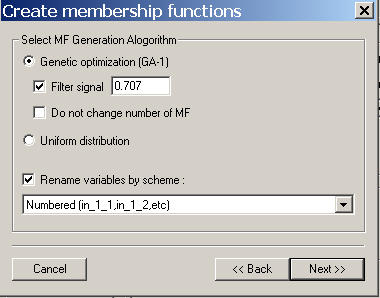 Create membership functions
Select MF Generation Alogorithm
Genetic optimization (GA-1)
Filter signal 0.707
Do not change number of MF
Uniform distribution
Rename variables by scheme :
Numbered (in_1_1,in_1_2,etc)
Cancel << Back Next >>